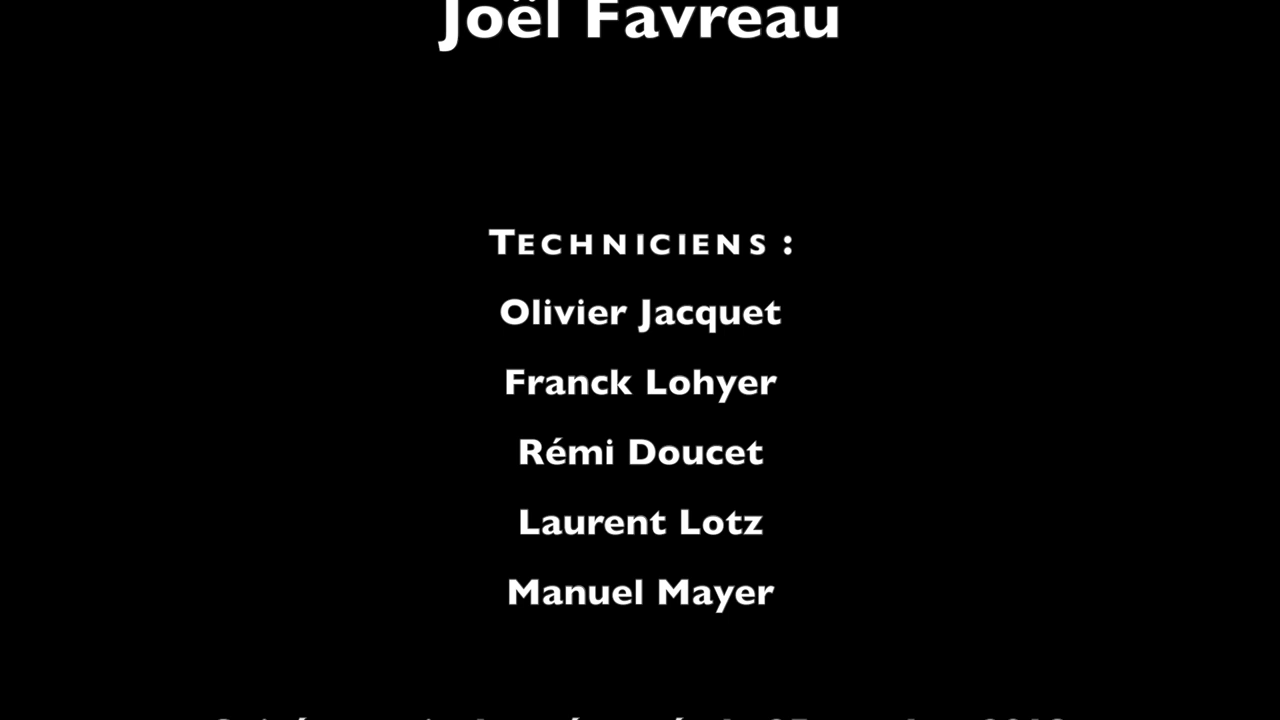 Joël Favreau
TECHNICIENS :
Olivier Jacquet
Franck Lohyer
Rémi Doucet
Laurent Lotz
Manuel Mayer